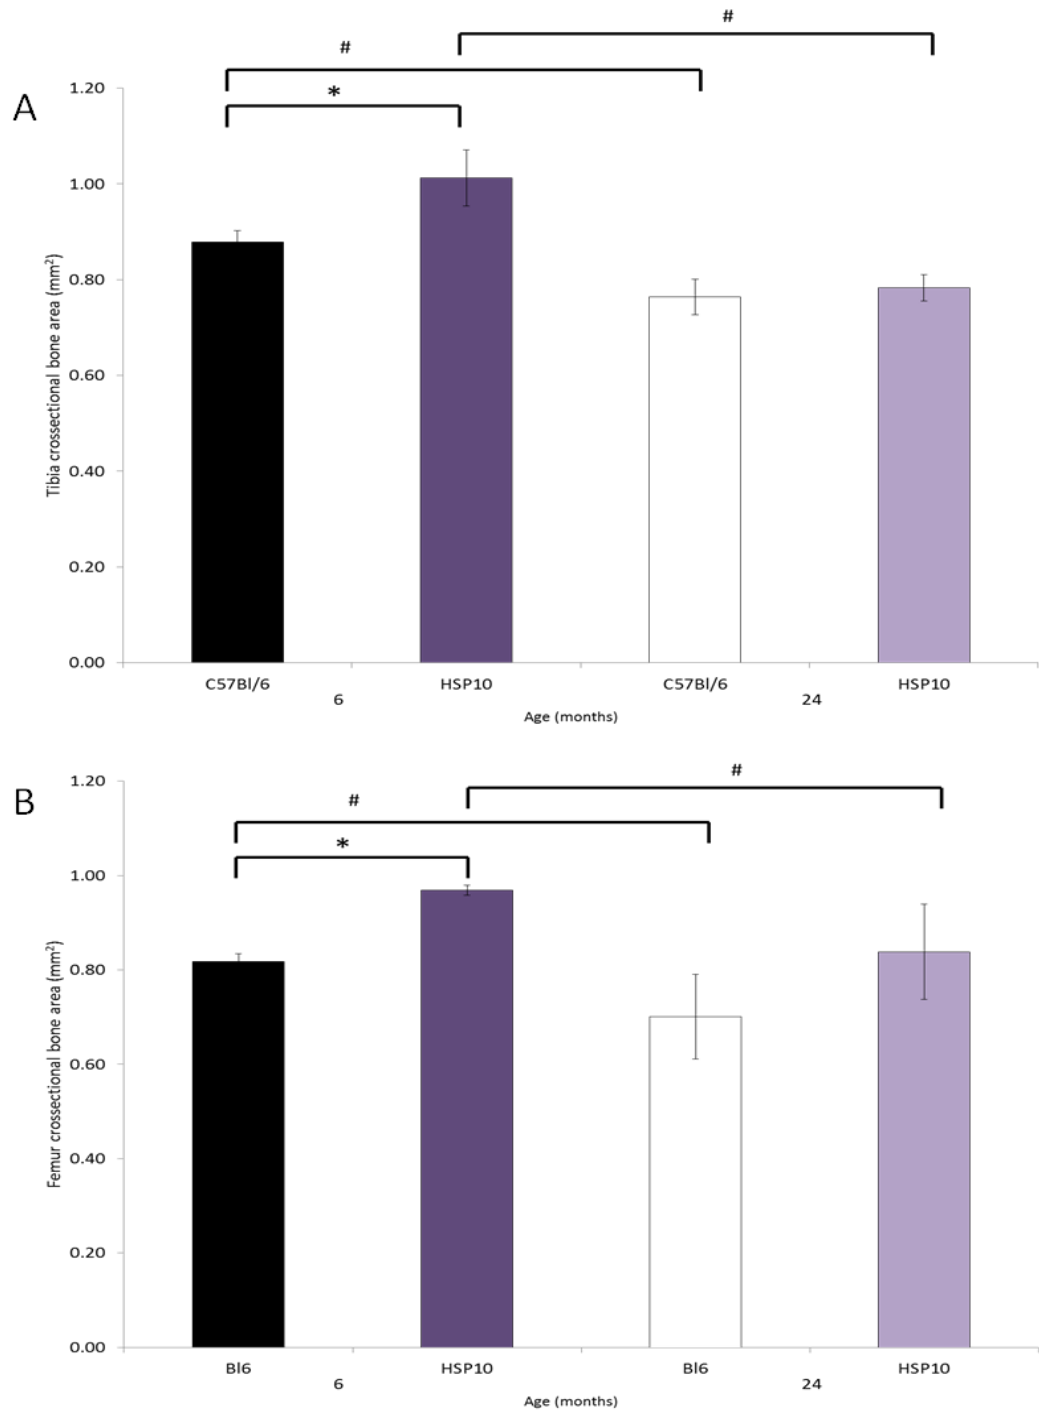 #
#
*
A
1.20
1.00
0.80
0.60
0.40
0.20
0.00
Tibia crossectional bone area (mm²)
C57Bl/6 HSP10 C57Bl/6 HSP10
6 24
Age (months)
#
#
*
B
1.20
1.00
0.80
0.60
0.40
0.20
0.00
Femur crossectional bone area (mm²)
Bl6 HSP10 Bl6 HSP10
6 24
Age (months)